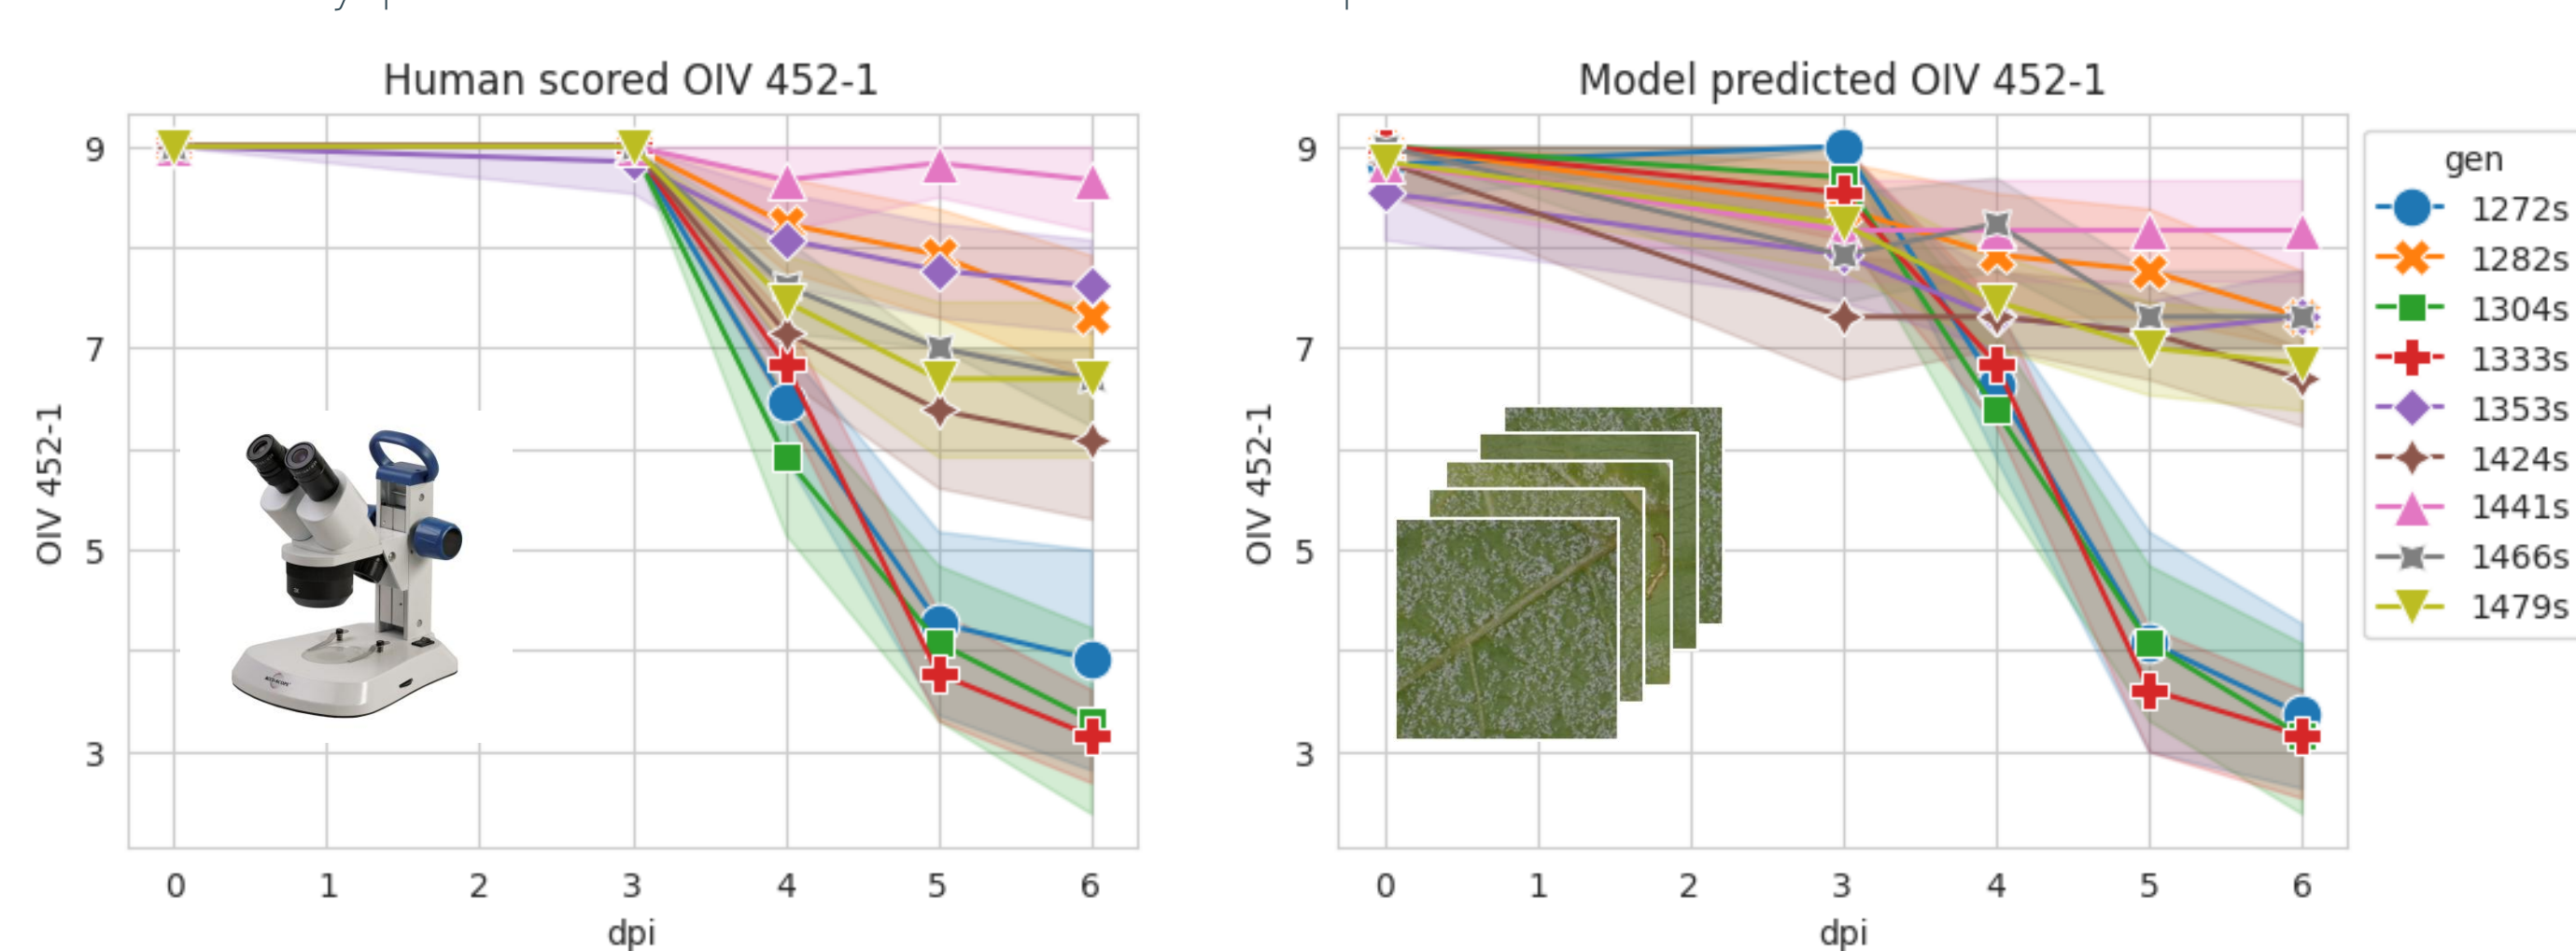 Human scored OIV 452-1
OIV 452-1
9
7
5
3
0 1 2 3 4 5 6
dpi
Model predicted OIV 452-1
OIV 452-1
9
7
5
3
0 1 2 3 4 5 6
dpi
gen
1272s
1282s
1304s
1333s
1353s
1424s
1441s
1466s
1479s